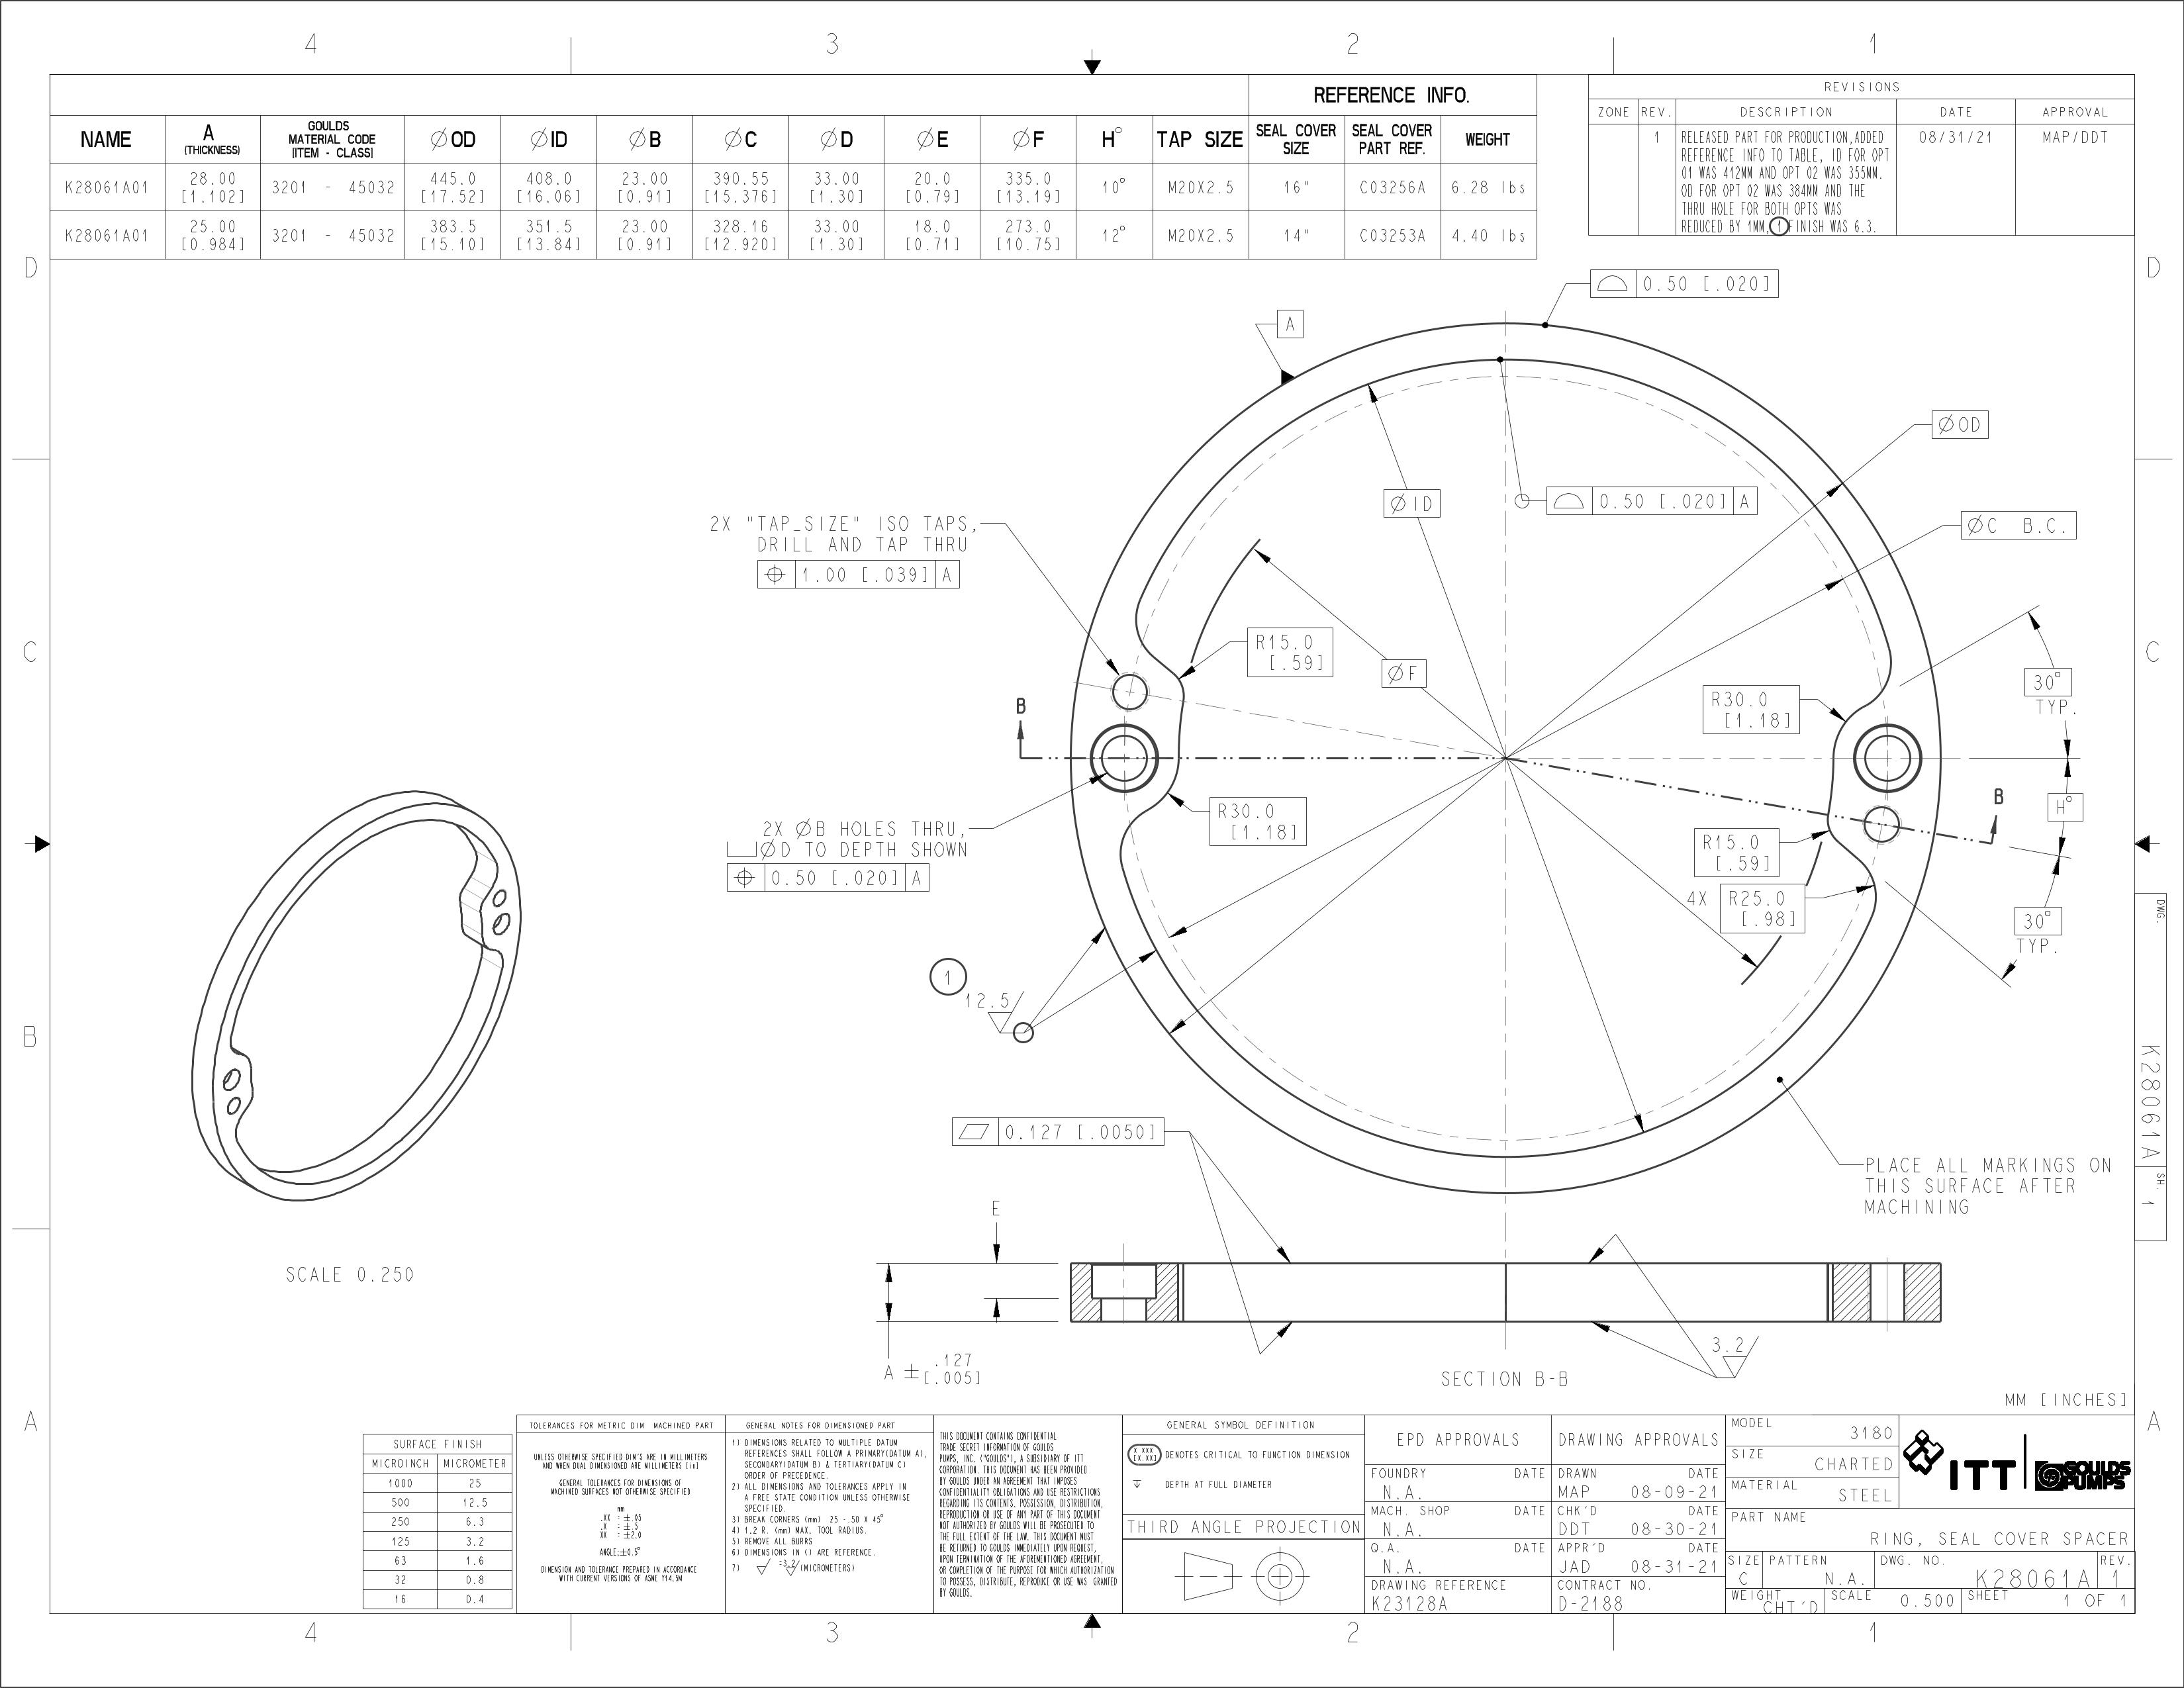 4 3 2 1
REFERENCE INFO.
NAME A (THICKNESS) GOULDS MATERIAL CODE (ITEM - CLASS) ∅OD ∅ID ∅B ∅C ∅D ∅E ∅F H° TAP SIZE SEAL COVER SIZE SEAL COVER PART REF. WEIGHT
K28061A01 28.00 [1.102] 3201 - 45032 445.0 [17.52] 408.0 [16.06] 23.00 [0.91] 390.55 [15.376] 33.00 [1.30] 20.0 [0.79] 335.0 [13.19] 10° M20X2.5 16" C03256A 6.28 lbs
K28061A01 25.00 [0.984] 3201 - 45032 383.5 [15.10] 351.5 [13.84] 23.00 [0.91] 328.16 [12.920] 33.00 [1.30] 18.0 [0.71] 273.0 [10.75] 12° M20X2.5 14" C03253A 4.40 lbs
REVISIONS
ZONE REV. DESCRIPTION DATE APPROVAL
1 RELEASED PART FOR PRODUCTION,ADDED 08/31/21 MAP/DDT
REFERENCE INFO TO TABLE, ID FOR OPT
01 WAS 412MM AND OPT 02 WAS 355MM.
OD FOR OPT 02 WAS 384MM AND THE
THRU HOLE FOR BOTH OPTS WAS
REDUCED BY 1MM, 1 FINISH WAS 6.3.
D D
C C
B B
A A
0.50 [.020]
A
∅OD
∅ID
0.50 [.020] A
∅C B.C.
2X "TAP_SIZE" ISO TAPS,
DRILL AND TAP THRU
1.00 [.039] A
R15.0
[.59]
∅F
30°
TYP.
R30.0
[1.18]
B
R30.0
[1.18]
B
H°
2X ∅B HOLES THRU,
⌴∅D TO DEPTH SHOWN
0.50 [.020] A
R15.0
[.59]
4X R25.0
[.98]
30°
TYP.
1
12.5
0.127 [.0050]
PLACE ALL MARKINGS ON
THIS SURFACE AFTER
MACHINING
E
A ± .127
[.005]
3.2
SECTION B-B
SCALE 0.250
MM [INCHES]
DWG.
K28061A
SH.
1
SURFACE FINISH
MICROINCH MICROMETER
1000 25
500 12.5
250 6.3
125 3.2
63 1.6
32 0.8
16 0.4
TOLERANCES FOR METRIC DIM MACHINED PART
UNLESS OTHERWISE SPECIFIED DIM'S ARE IN MILLIMETERS
AND WHEN DUAL DIMENSIONED ARE MILLIMETERS [in]
GENERAL TOLERANCES FOR DIMENSIONS OF
MACHINED SURFACES NOT OTHERWISE SPECIFIED
mm
.XX : ±.05
.X : ±.5
XX : ±2.0
ANGLE:±0.5°
DIMENSION AND TOLERANCE PREPARED IN ACCORDANCE
WITH CURRENT VERSIONS OF ASME Y14.5M
GENERAL NOTES FOR DIMENSIONED PART
1) DIMENSIONS RELATED TO MULTIPLE DATUM
REFERENCES SHALL FOLLOW A PRIMARY(DATUM A),
SECONDARY(DATUM B) & TERTIARY(DATUM C)
ORDER OF PRECEDENCE.
2) ALL DIMENSIONS AND TOLERANCES APPLY IN
A FREE STATE CONDITION UNLESS OTHERWISE
SPECIFIED.
3) BREAK CORNERS (mm) .25 -.50 X 45°
4) 1.2 R. (mm) MAX. TOOL RADIUS.
5) REMOVE ALL BURRS
6) DIMENSIONS IN () ARE REFERENCE.
7) √ =3.2√ (MICROMETERS)
THIS DOCUMENT CONTAINS CONFIDENTIAL
TRADE SECRET INFORMATION OF GOULDS
PUMPS, INC. ("GOULDS"), A SUBSIDIARY OF ITT
CORPORATION. THIS DOCUMENT HAS BEEN PROVIDED
BY GOULDS UNDER AN AGREEMENT THAT IMPOSES
CONFIDENTIALITY OBLIGATIONS AND USE RESTRICTIONS
REGARDING ITS CONTENTS. POSSESSION, DISTRIBUTION,
REPRODUCTION OR USE OF ANY PART OF THIS DOCUMENT
NOT AUTHORIZED BY GOULDS WILL BE PROSECUTED TO
THE FULL EXTENT OF THE LAW. THIS DOCUMENT MUST
BE RETURNED TO GOULDS IMMEDIATELY UPON REQUEST,
UPON TERMINATION OF THE AFOREMENTIONED AGREEMENT,
OR COMPLETION OF THE PURPOSE FOR WHICH AUTHORIZATION
TO POSSESS, DISTRIBUTE, REPRODUCE OR USE WAS GRANTED
BY GOULDS.
GENERAL SYMBOL DEFINITION
X.XXX
[X.XX] DENOTES CRITICAL TO FUNCTION DIMENSION
DEPTH AT FULL DIAMETER
THIRD ANGLE PROJECTION
EPD APPROVALS
FOUNDRY DATE
N.A.
MACH. SHOP DATE
N.A.
Q.A. DATE
N.A.
DRAWING REFERENCE
K23128A
DRAWING APPROVALS
DRAWN DATE
MAP 08-09-21
CHK'D DATE
DDT 08-30-21
APPR'D DATE
JAD 08-31-21
CONTRACT NO.
D-2188
MODEL
3180
SIZE
CHARTED
MATERIAL
STEEL
ITT GOULDS PUMPS
PART NAME
RING, SEAL COVER SPACER
SIZE PATTERN DWG. NO. REV.
C N.A. K28061A 1
WEIGHT SCALE SHEET
CHT'D 0.500 1 OF 1
4 3 2 1